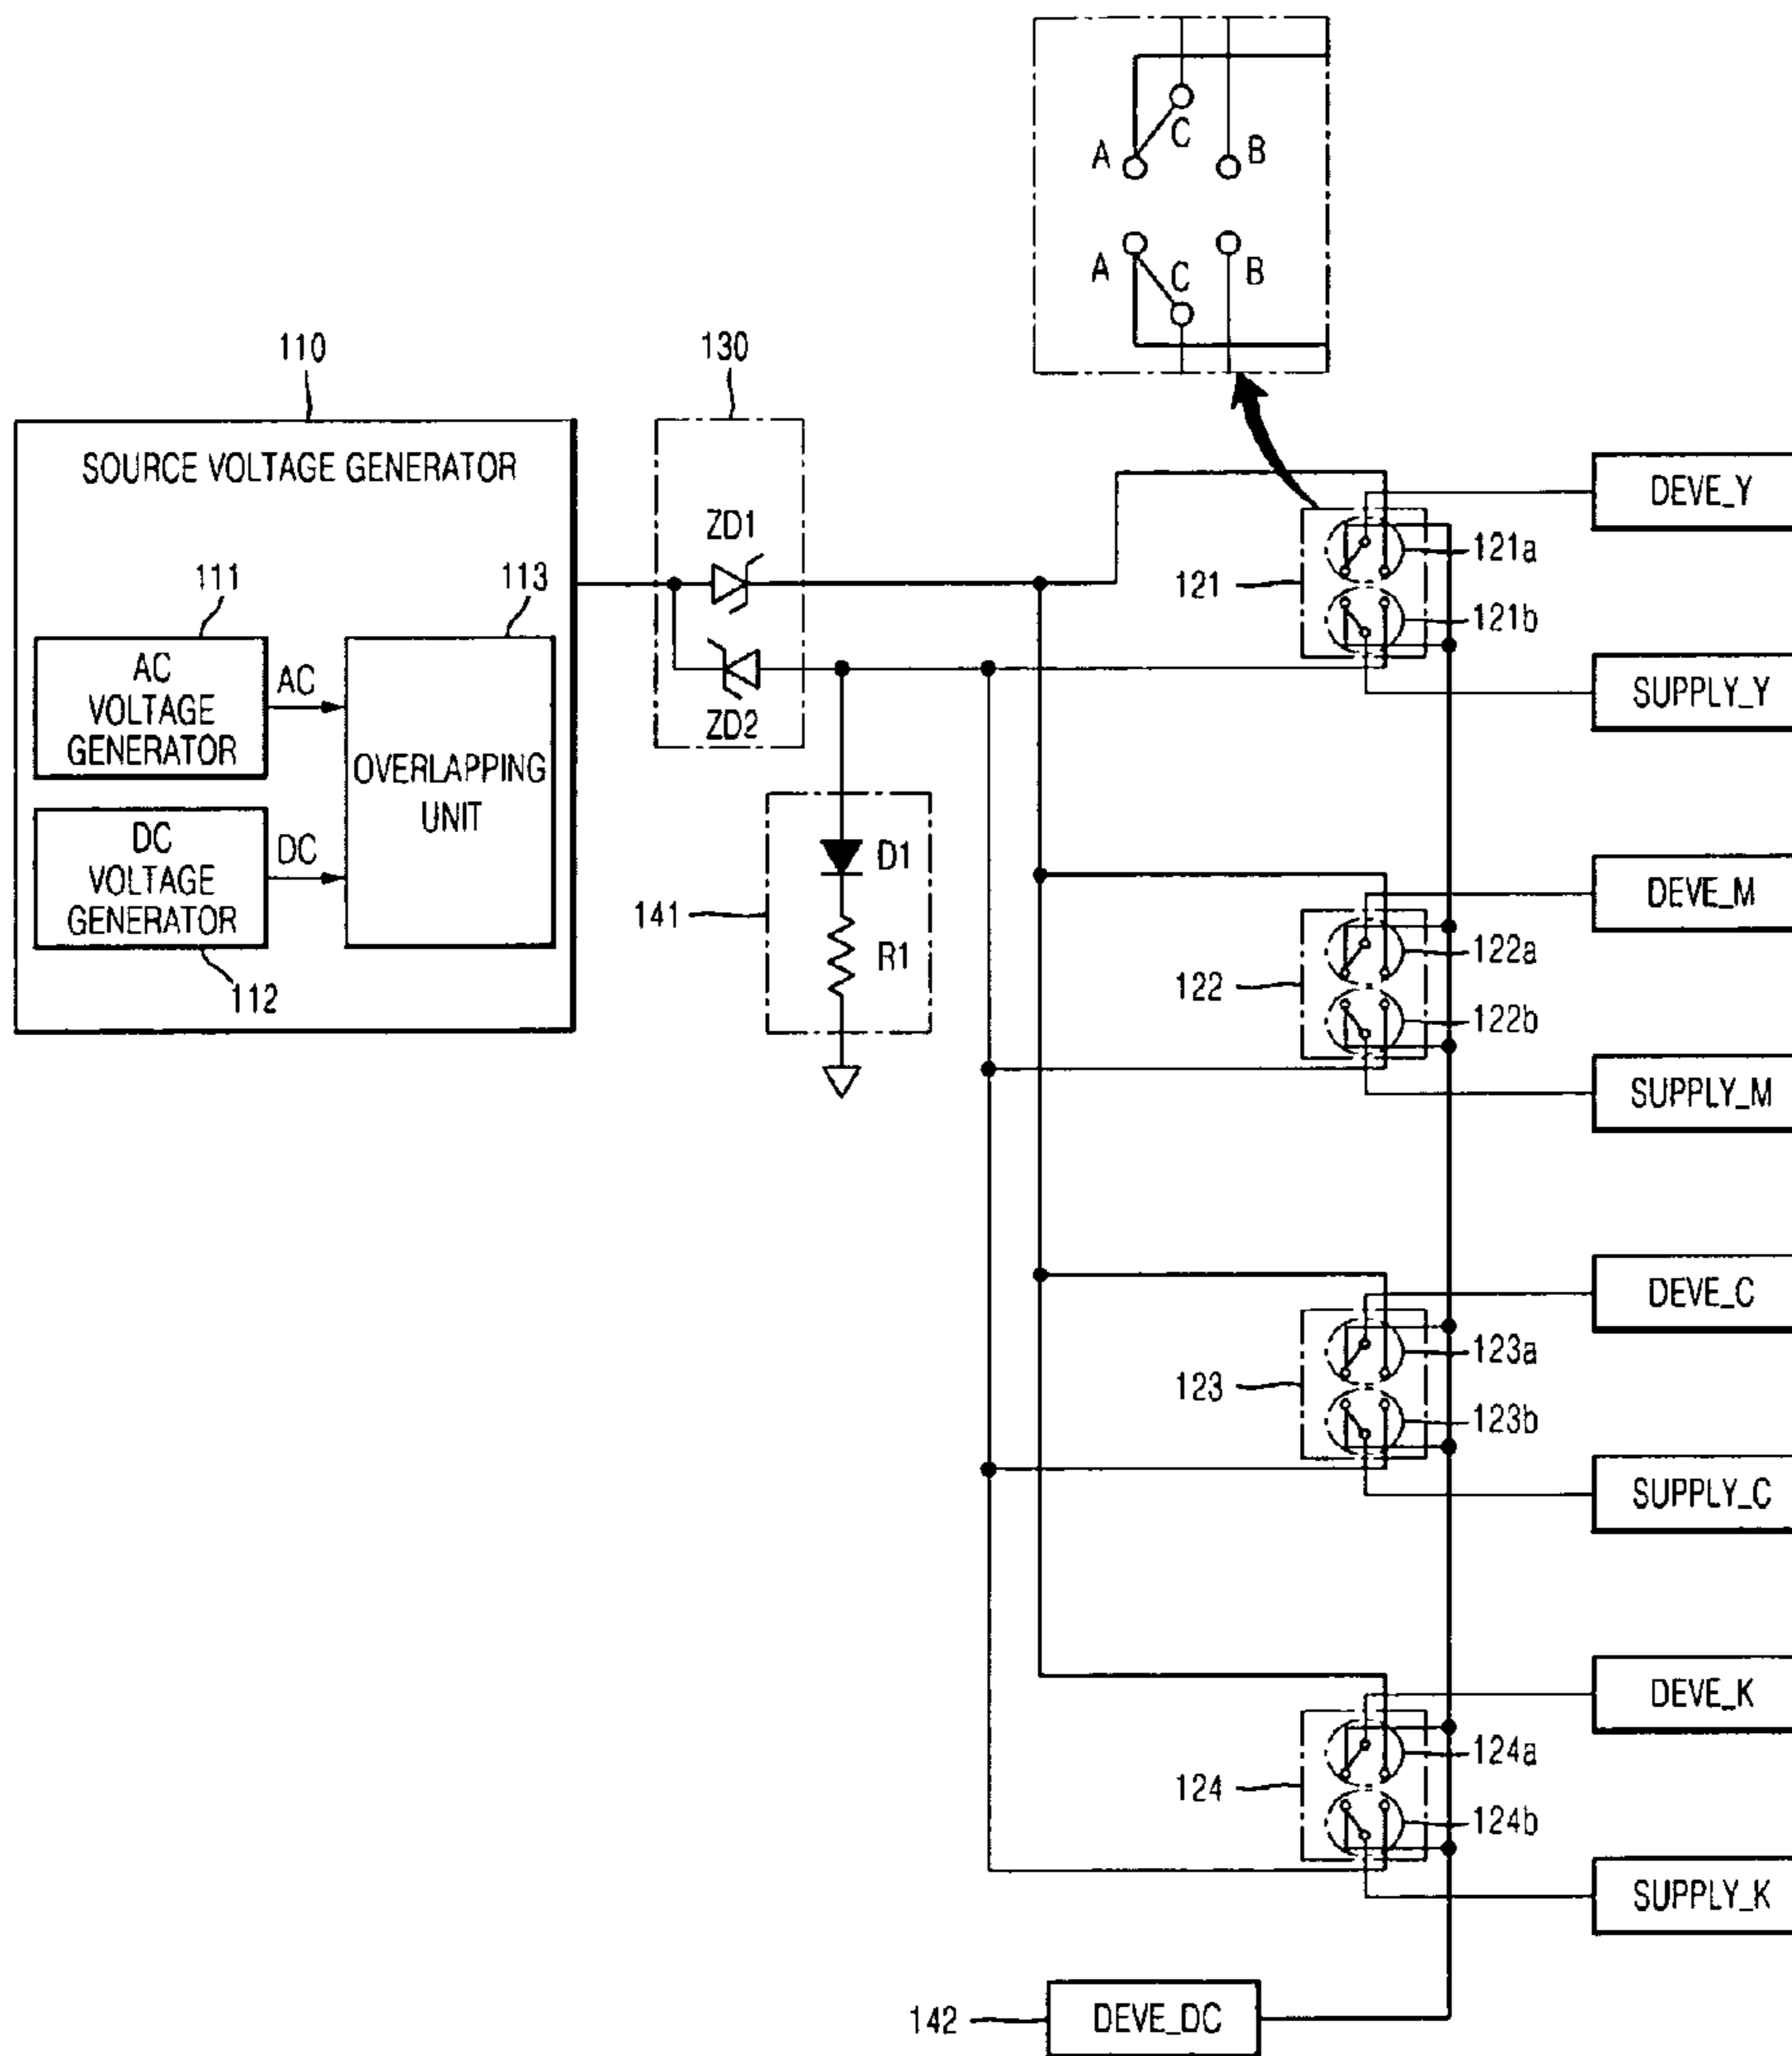 A
C
B
A
C
B
110
130
SOURCE VOLTAGE GENERATOR
ZD1
DEVE_Y
121a
121
121b
111
113
AC
VOLTAGE
GENERATOR
AC
ZD2
SUPPLY_Y
OVERLAPPING
UNIT
DC
VOLTAGE
GENERATOR
DC
112
141
D1
R1
DEVE_M
122a
122
122b
SUPPLY_M
DEVE_C
123a
123
123b
SUPPLY_C
DEVE_K
124a
124
124b
SUPPLY_K
142
DEVE_DC